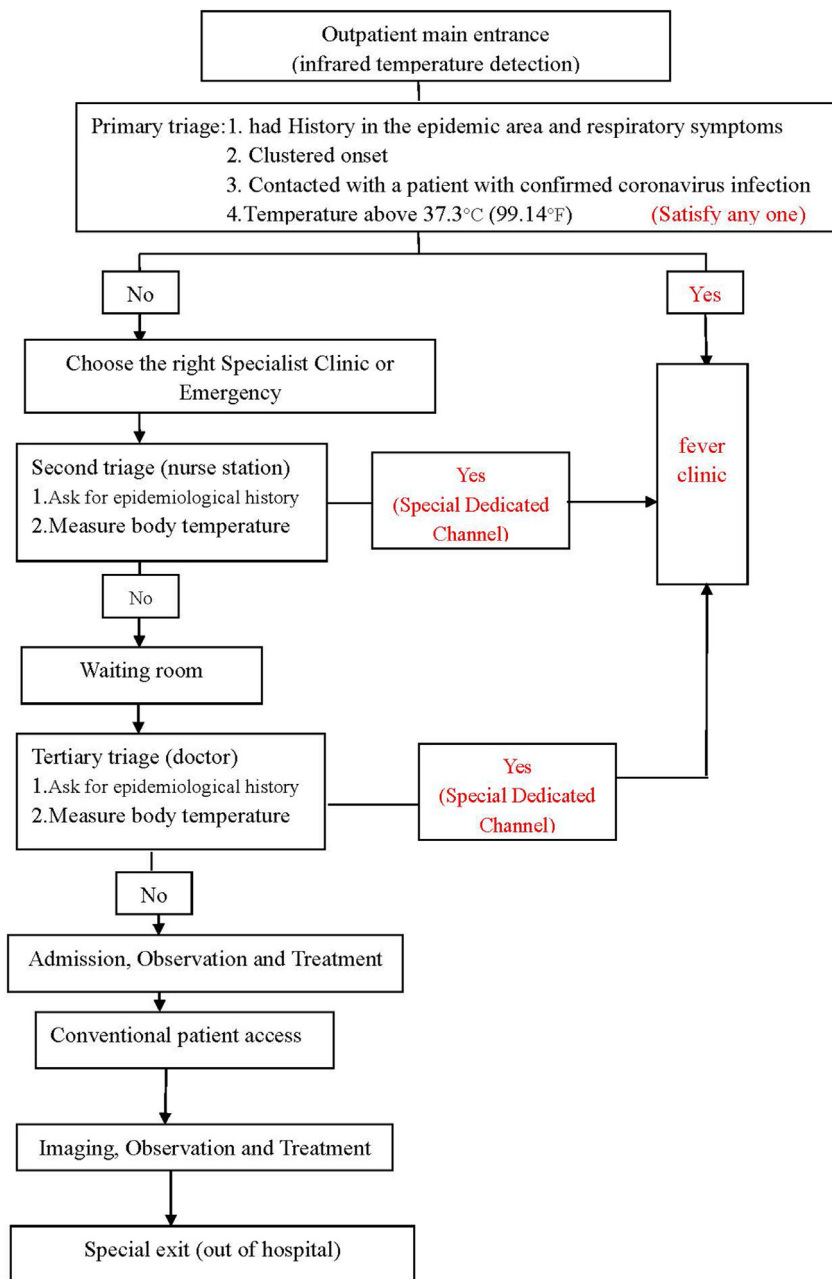 Outpatient main entrance
(infrared temperature detection)
Primary triage:1. had History in the epidemic area and respiratory symptoms
2. Clustered onset
3. Contacted with a patient with confirmed coronavirus infection
4.Temperature above 37.3°C (99.14°F) (Satisfy any one)
No
Yes
Choose the right Specialist Clinic or
Emergency
fever
clinic
Second triage (nurse station)
1.Ask for epidemiological history
2.Measure body temperature
Yes
(Special Dedicated
Channel)
No
Waiting room
Tertiary triage (doctor)
1.Ask for epidemiological history
2.Measure body temperature
Yes
(Special Dedicated
Channel)
No
Admission, Observation and Treatment
Conventional patient access
Imaging, Observation and Treatment
Special exit (out of hospital)